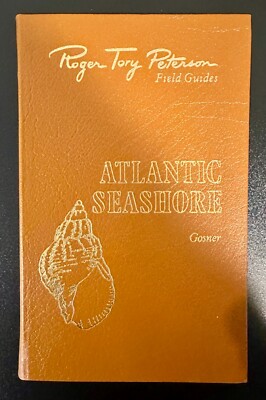 Roger Tory Peterson
Field Guides
ATLANTIC
SEASHORE
Gosner